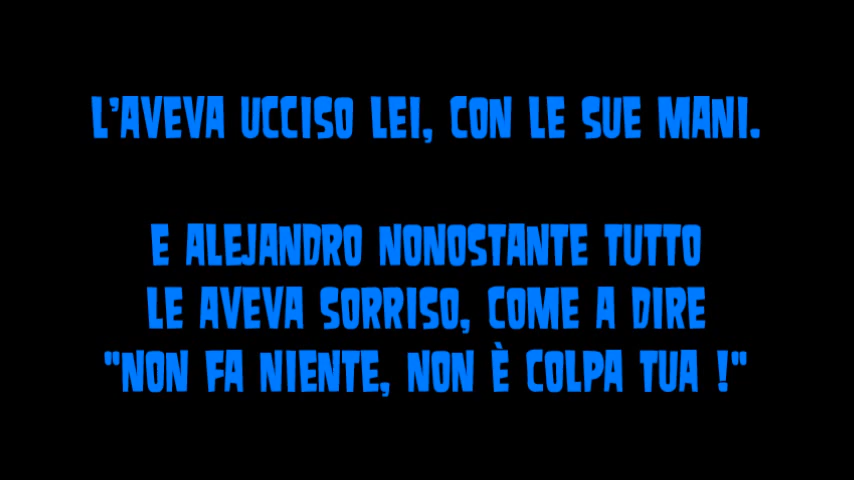 L'AVEVA UCCISO LEI, CON LE SUE MANI.
E ALEJANDRO NONOSTANTE TUTTO
LE AVEVA SORRISO, COME A DIRE
"NON FA NIENTE, NON È COLPA TUA !"